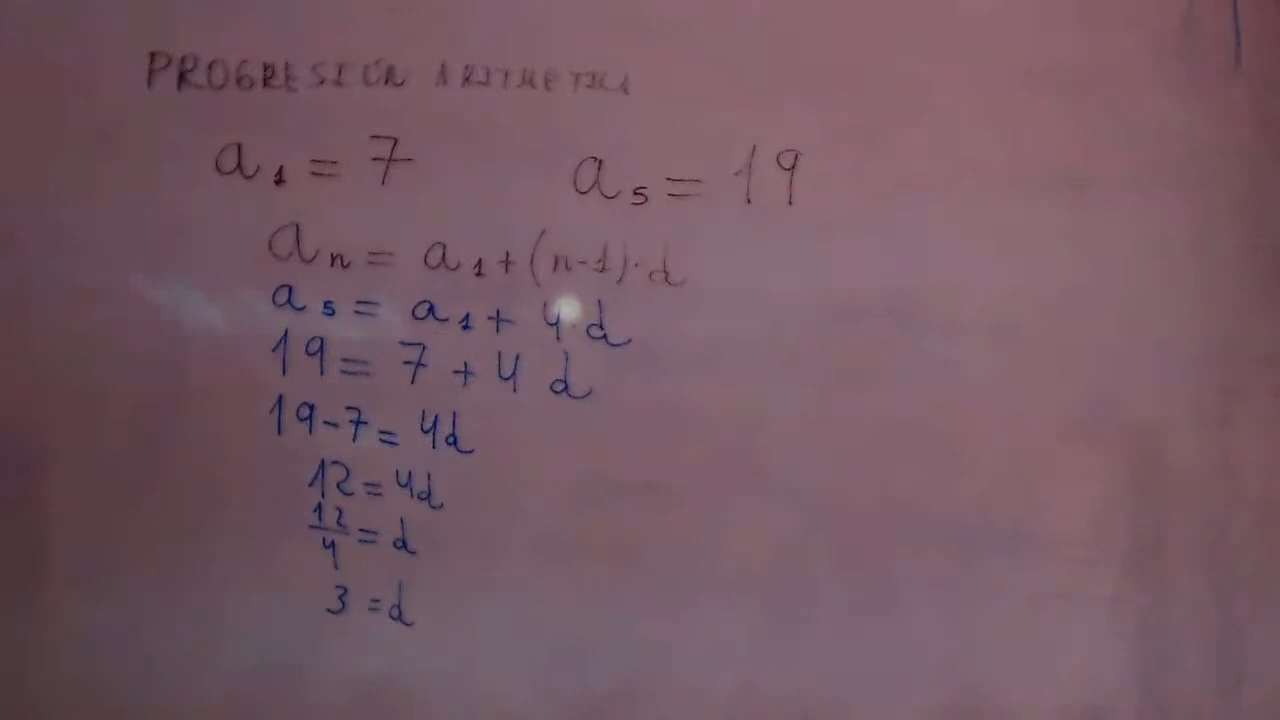 PROGRESIÓN ARITMETICA
a₁ = 7 a₅ = 19
aₙ = a₁ + (n-1)·d
a₅ = a₁ + 4·d
19 = 7 + 4 d
19-7 = 4d
12 = 4d
12/4 = d
3 = d